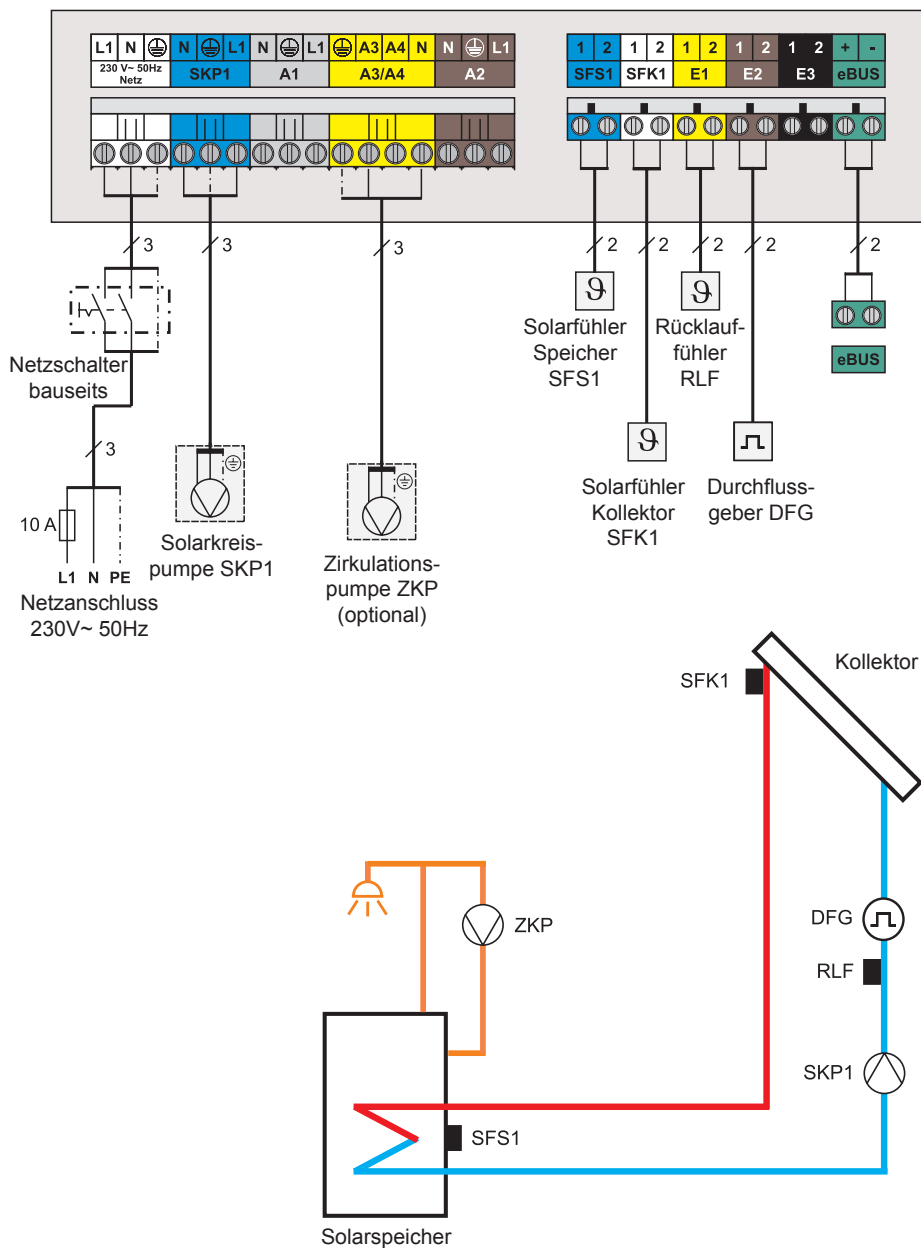 L1 N N L1 N L1 A3 A4 N N L1
230 V~ 50Hz
Netz
SKP1 A1 A3/A4 A2
1 2 1 2 1 2 1 2 1 2 + -
SFS1 SFK1 E1 E2 E3 eBUS
3 3 3 2 2 2 2 2
Netzschalter
bauseits
Solarfühler
Speicher
SFS1
Rücklauf-
fühler
RLF
eBUS
3
10 A
L1 N PE
Netzanschluss
230V~ 50Hz
Solarkreis-
pumpe SKP1
Zirkulations-
pumpe ZKP
(optional)
Solarfühler
Kollektor
SFK1
Durchfluss-
geber DFG
Kollektor
SFK1
ZKP
DFG
RLF
SKP1
SFS1
Solarspeicher